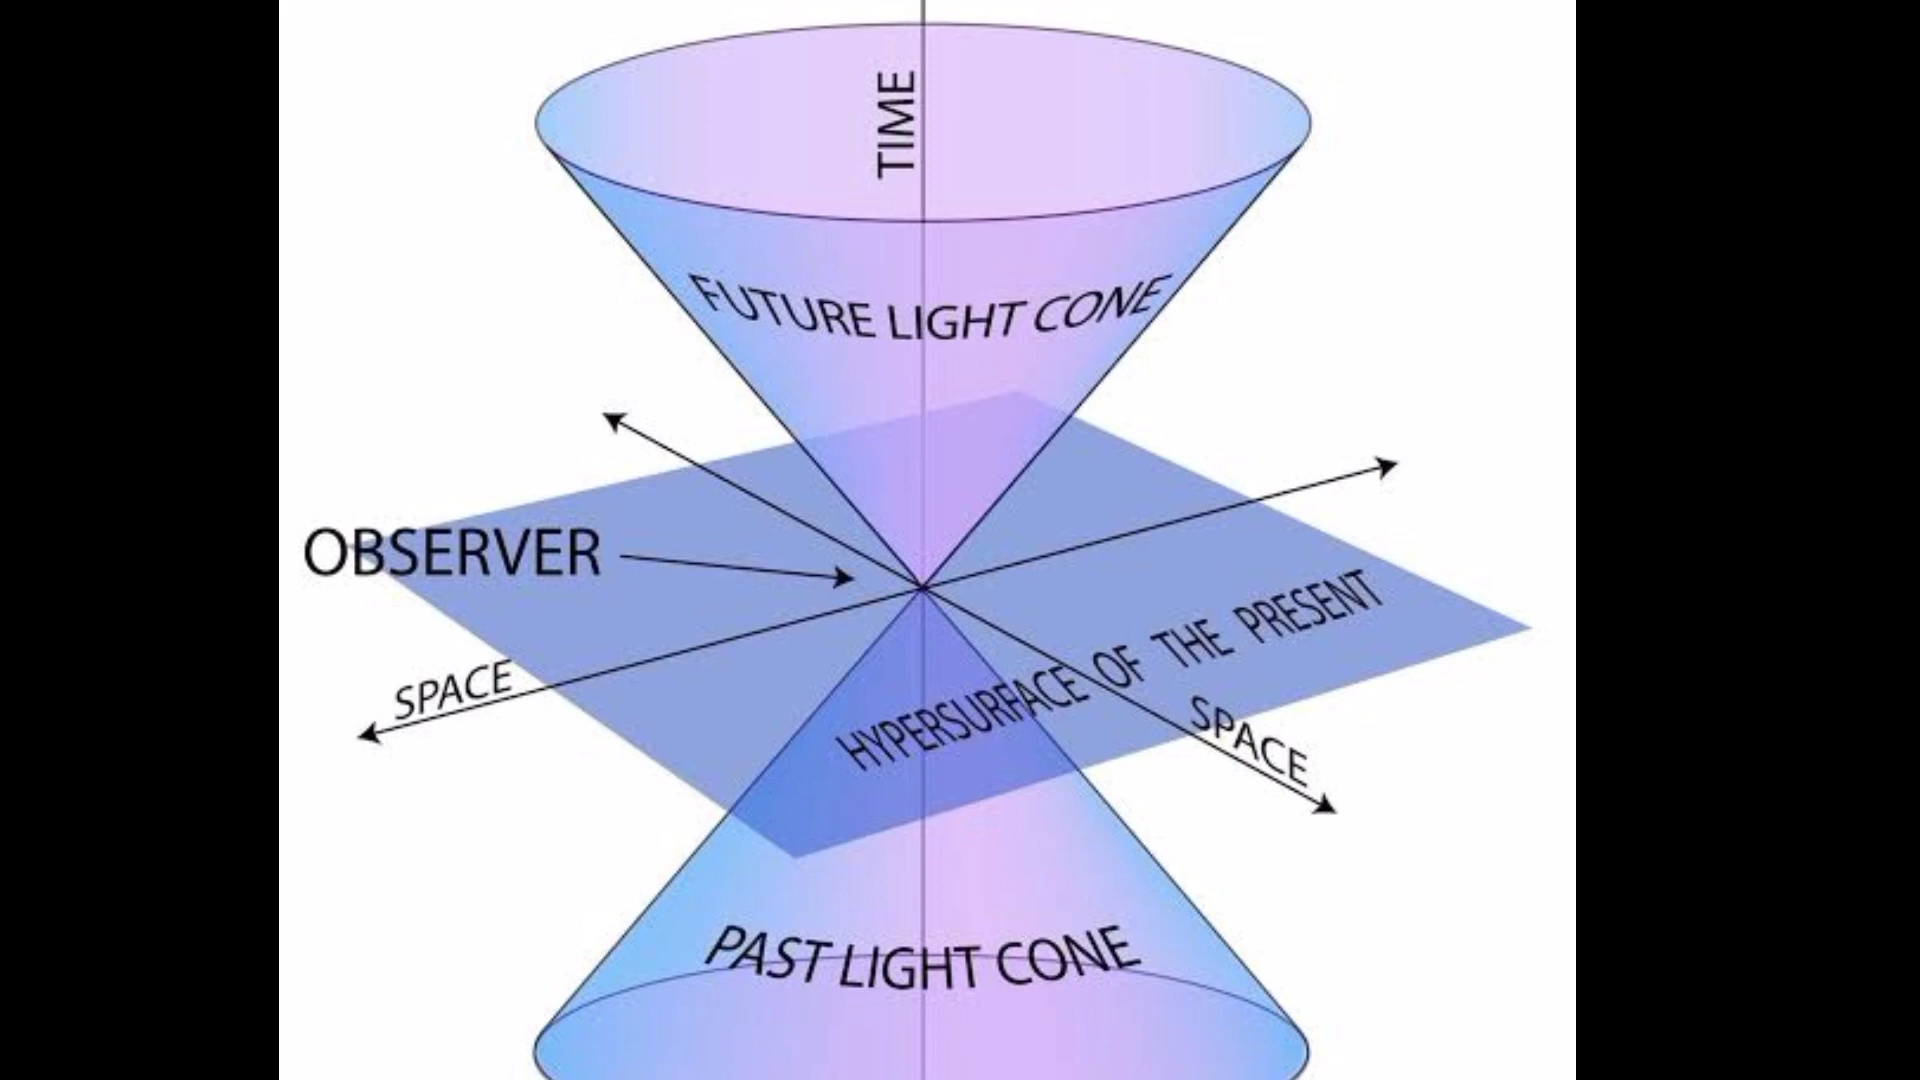 TIME
FUTURE LIGHT CONE
OBSERVER
HYPERSURFACE OF THE PRESENT
SPACE
SPACE
PAST LIGHT CONE